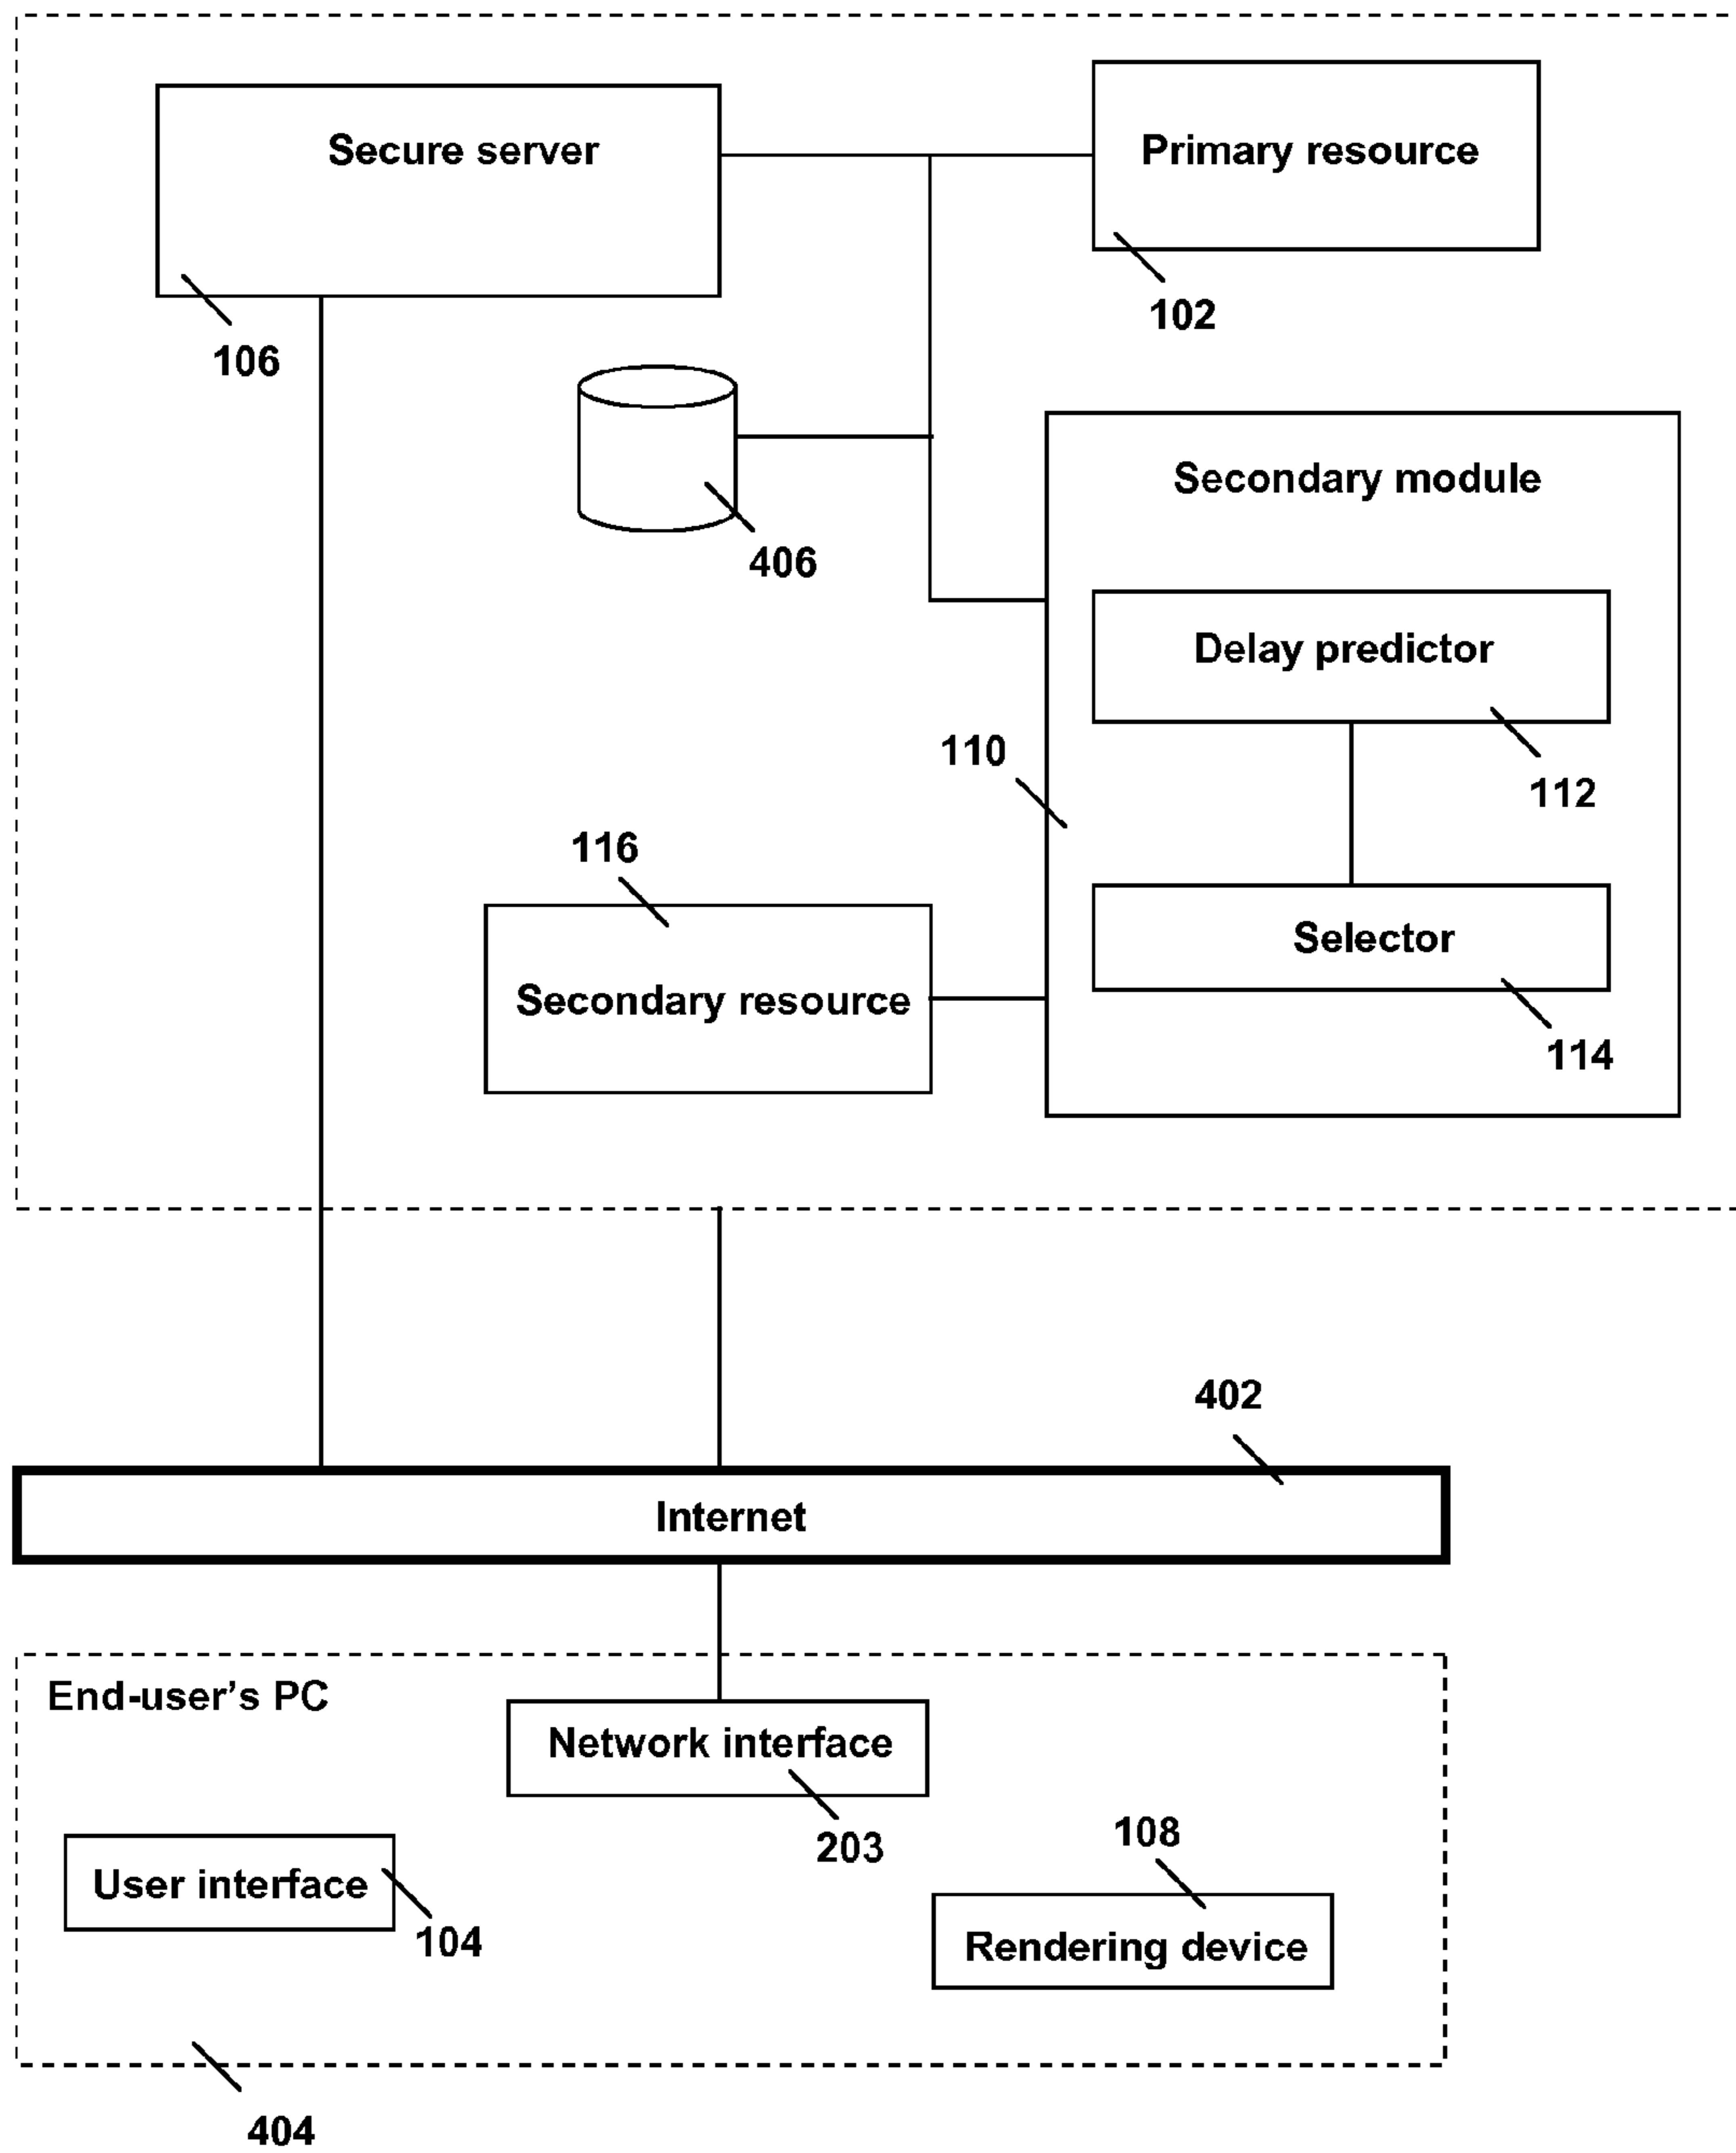 Secure server
Primary resource
102
106
Secondary module
406
Delay predictor
110
112
116
Selector
Secondary resource
114
402
Internet
End-user's PC
Network interface
203
108
User interface
104
Rendering device
404